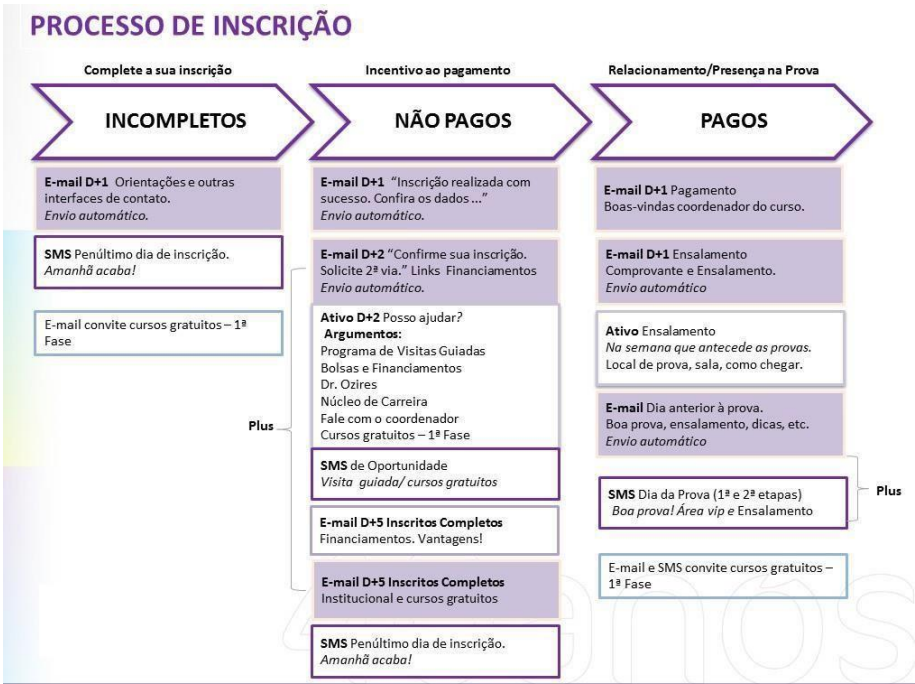 PROCESSO DE INSCRIÇÃO
Complete a sua inscrição
INCOMPLETOS
E-mail D+1 Orientações e outras
interfaces de contato.
Envio automático.
SMS Penúltimo dia de inscrição.
Amanhã acaba!
E-mail convite cursos gratuitos – 1ª
Fase
Incentivo ao pagamento
NÃO PAGOS
E-mail D+1 “Inscrição realizada com
sucesso. Confira os dados ...”
Envio automático.
E-mail D+2 “Confirme sua inscrição.
Solicite 2ª via.” Links Financiamentos
Envio automático.
Ativo D+2 Posso ajudar?
Argumentos:
Programa de Visitas Guiadas
Bolsas e Financiamentos
Dr. Ozires
Núcleo de Carreira
Fale com o coordenador
Cursos gratuitos – 1ª Fase
Plus
SMS de Oportunidade
Visita guiada/ cursos gratuitos
E-mail D+5 Inscritos Completos
Financiamentos. Vantagens!
E-mail D+5 Inscritos Completos
Institucional e cursos gratuitos
SMS Penúltimo dia de inscrição.
Amanhã acaba!
Relacionamento/Presença na Prova
PAGOS
E-mail D+1 Pagamento
Boas-vindas coordenador do curso.
E-mail D+1 Ensalamento
Comprovante e Ensalamento.
Envio automático
Ativo Ensalamento
Na semana que antecede as provas.
Local de prova, sala, como chegar.
E-mail Dia anterior à prova.
Boa prova, ensalamento, dicas, etc.
Envio automático
SMS Dia da Prova (1ª e 2ª etapas)
Boa prova! Área vip e Ensalamento
Plus
E-mail e SMS convite cursos gratuitos –
1ª Fase